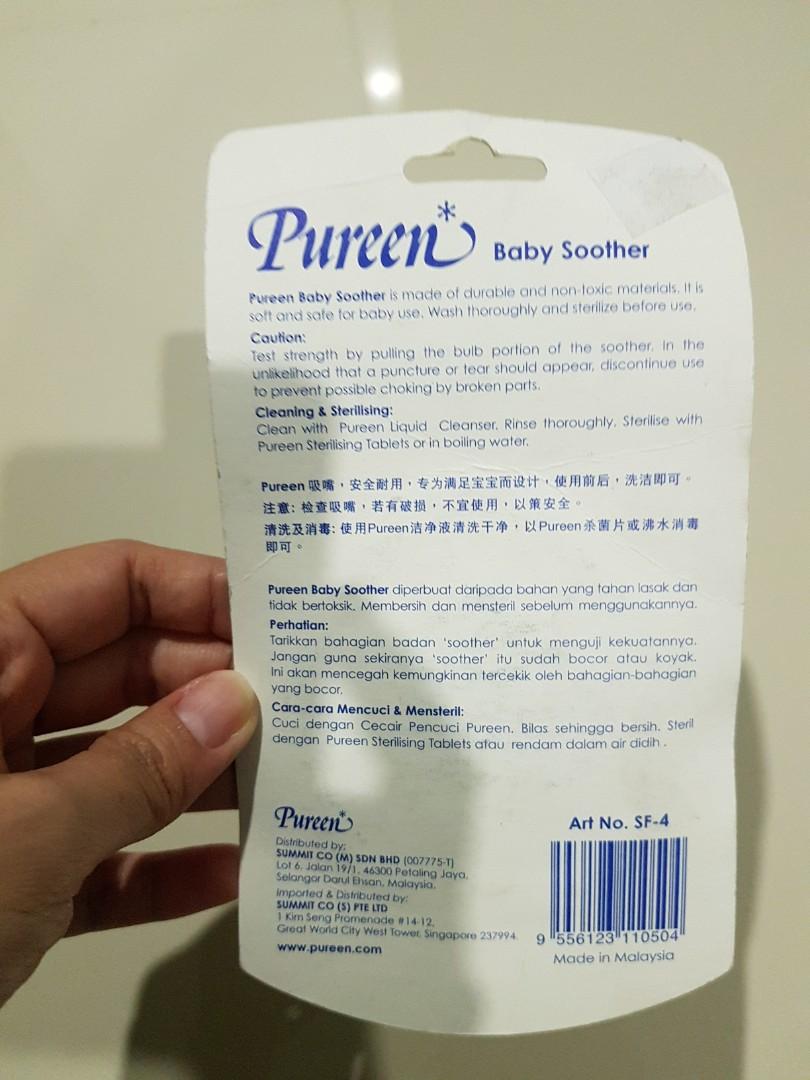 Pureen*
Baby Soother
Pureen Baby Soother is made of durable and non-toxic materials. It is
soft and safe for baby use. Wash thoroughly and sterilize before use.
Caution:
Test strength by pulling the bulb portion of the soother. In the
unlikelihood that a puncture or tear should appear, discontinue use
to prevent possible choking by broken parts.
Cleaning & Sterilising:
Clean with Pureen Liquid Cleanser. Rinse thoroughly. Sterilise with
Pureen Sterilising Tablets or in boiling water.
Pureen 吸嘴，安全耐用，专为满足宝宝而设计，使用前后，洗洁即可。
注意: 检查吸嘴，若有破损，不宜使用，以策安全。
清洗及消毒: 使用Pureen洁净液清洗干净，以Pureen杀菌片或沸水消毒
即可。
Pureen Baby Soother diperbuat daripada bahan yang tahan lasak dan
tidak bertoksik. Membersih dan mensteril sebelum menggunakannya.
Perhatian:
Tarikkan bahagian badan ‘soother’ untuk menguji kekuatannya.
Jangan guna sekiranya ‘soother’ itu sudah bocor atau koyak.
Ini akan mencegah kemungkinan tercekik oleh bahagian-bahagian
yang bocor.
Cara-cara Mencuci & Mensteril:
Cuci dengan Cecair Pencuci Pureen. Bilas sehingga bersih. Steril
dengan Pureen Sterilising Tablets atau rendam dalam air didih .
Pureen*
Distributed by:
SUMMIT CO (M) SDN BHD (007775-T)
Lot 6, Jalan 19/1, 46300 Petaling Jaya,
Selangor Darul Ehsan, Malaysia.
Imported & Distributed by:
SUMMIT CO (S) PTE LTD
1 Kim Seng Promenade #14-12,
Great World City West Tower, Singapore 237994.
www.pureen.com
Art No. SF-4
9 556123 110504
Made in Malaysia